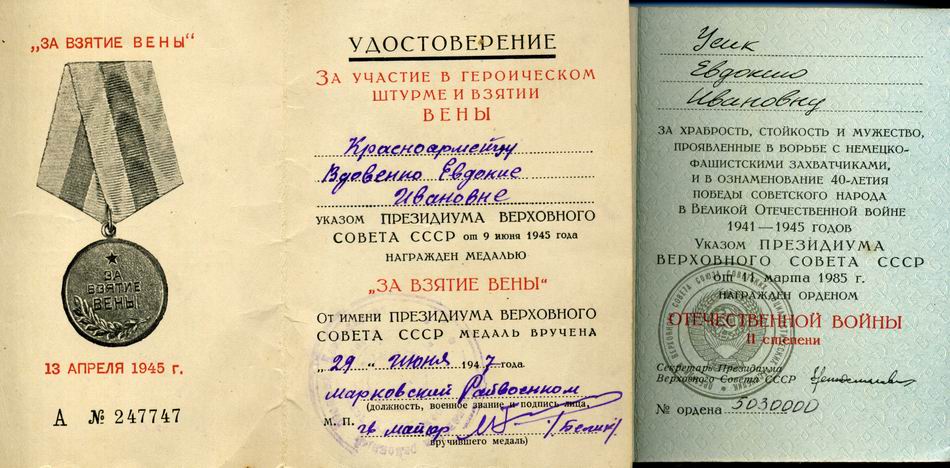 „ЗА ВЗЯТИЕ ВЕНЫ“
ЗА
ВЗЯТИЕ
ВЕНЫ
13 АПРЕЛЯ 1945 г.
А № 247747
УДОСТОВЕРЕНИЕ
ЗА УЧАСТИЕ В ГЕРОИЧЕСКОМ
ШТУРМЕ И ВЗЯТИИ
ВЕНЫ
Красноармейцу
Вдовенко Евдокие
Ивановне
УКАЗОМ ПРЕЗИДИУМА ВЕРХОВНОГО
СОВЕТА СССР от 9 июня 1945 года
НАГРАЖДЕН МЕДАЛЬЮ
„ЗА ВЗЯТИЕ ВЕНЫ“
От имени ПРЕЗИДИУМА ВЕРХОВНОГО
СОВЕТА СССР МЕДАЛЬ ВРУЧЕНА
„29“ июня 1947 года.
Марковский Райвоенком
(должность, военное звание и подпись лица,
М. П. гв майор /Белик/
вручившего медаль)
Усик
Евдокию
Ивановну
ЗА ХРАБРОСТЬ, СТОЙКОСТЬ И МУЖЕСТВО,
ПРОЯВЛЕННЫЕ В БОРЬБЕ С НЕМЕЦКО-
ФАШИСТСКИМИ ЗАХВАТЧИКАМИ,
И В ОЗНАМЕНОВАНИЕ 40-ЛЕТИЯ
ПОБЕДЫ СОВЕТСКОГО НАРОДА
В ВЕЛИКОЙ ОТЕЧЕСТВЕННОЙ ВОЙНЕ
1941—1945 ГОДОВ
УКАЗОМ ПРЕЗИДИУМА
ВЕРХОВНОГО СОВЕТА СССР
от 11 марта 1985 г.
НАГРАЖДЕН ОРДЕНОМ
ОТЕЧЕСТВЕННОЙ ВОЙНЫ
II степени
Секретарь Президиума
Верховного Совета СССР
№ ордена 5030000